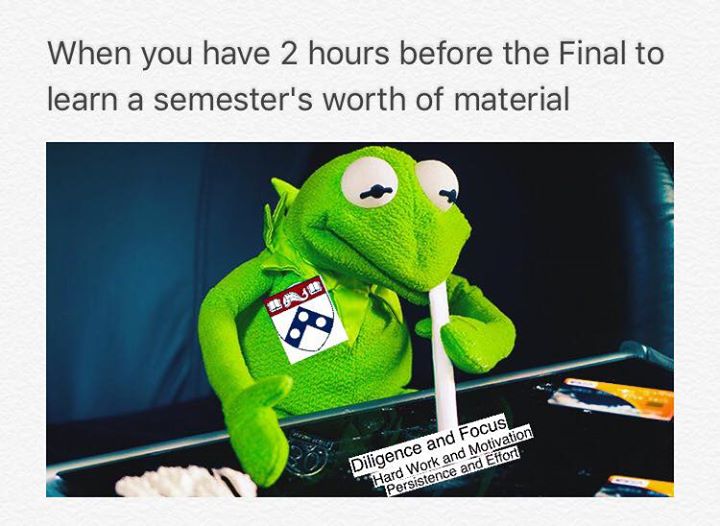 When you have 2 hours before the Final to
learn a semester's worth of material
Diligence and Focus
Hard Work and Motivation
Persistence and Effort